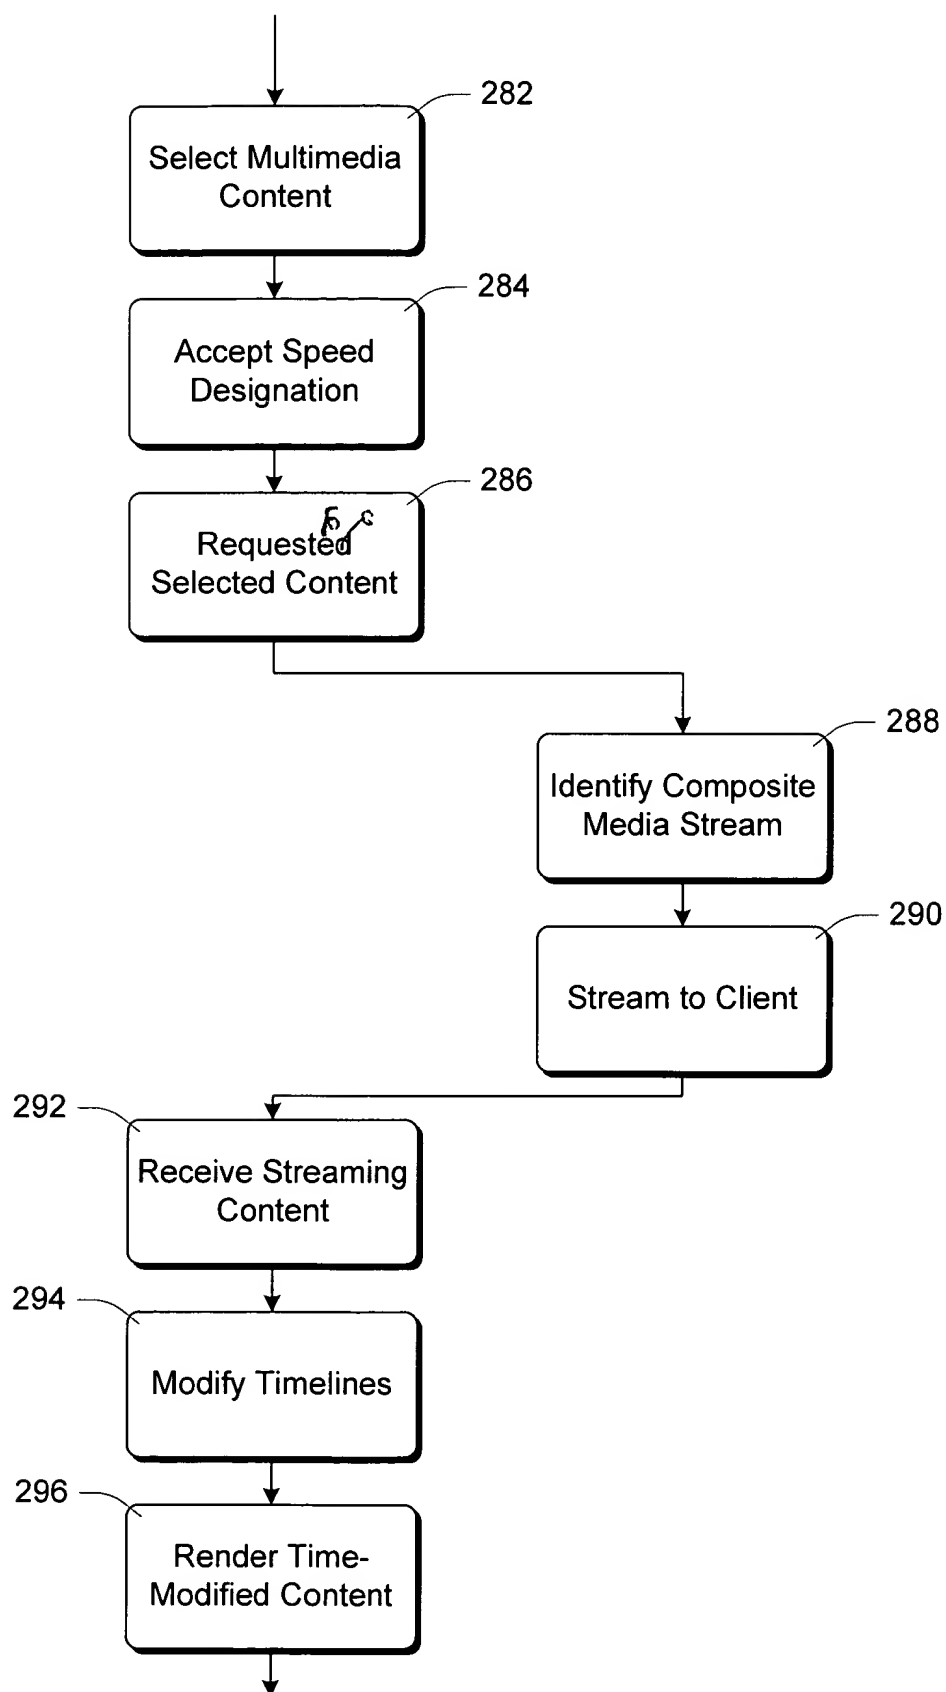 282
Select Multimedia
Content
284
Accept Speed
Designation
286
Requested
Selected Content
288
Identify Composite
Media Stream
290
Stream to Client
292
Receive Streaming
Content
294
Modify Timelines
296
Render Time-
Modified Content